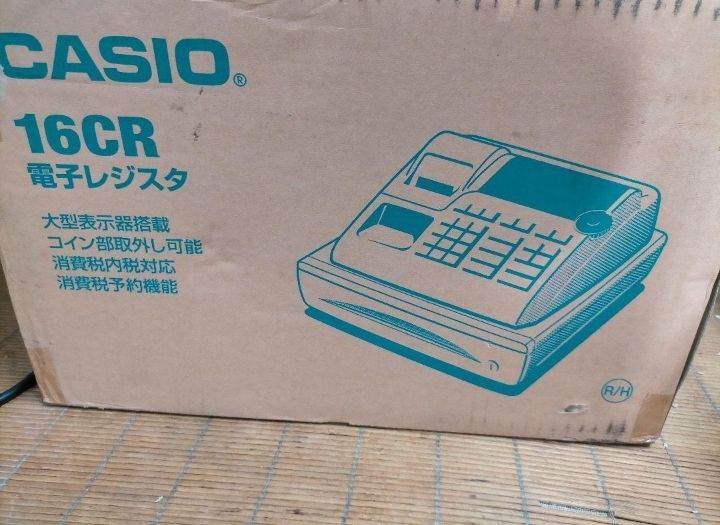 CASIO®
16CR
電子レジスタ
大型表示器搭載
コイン部取外し可能
消費税内税対応
消費税予約機能
R/H